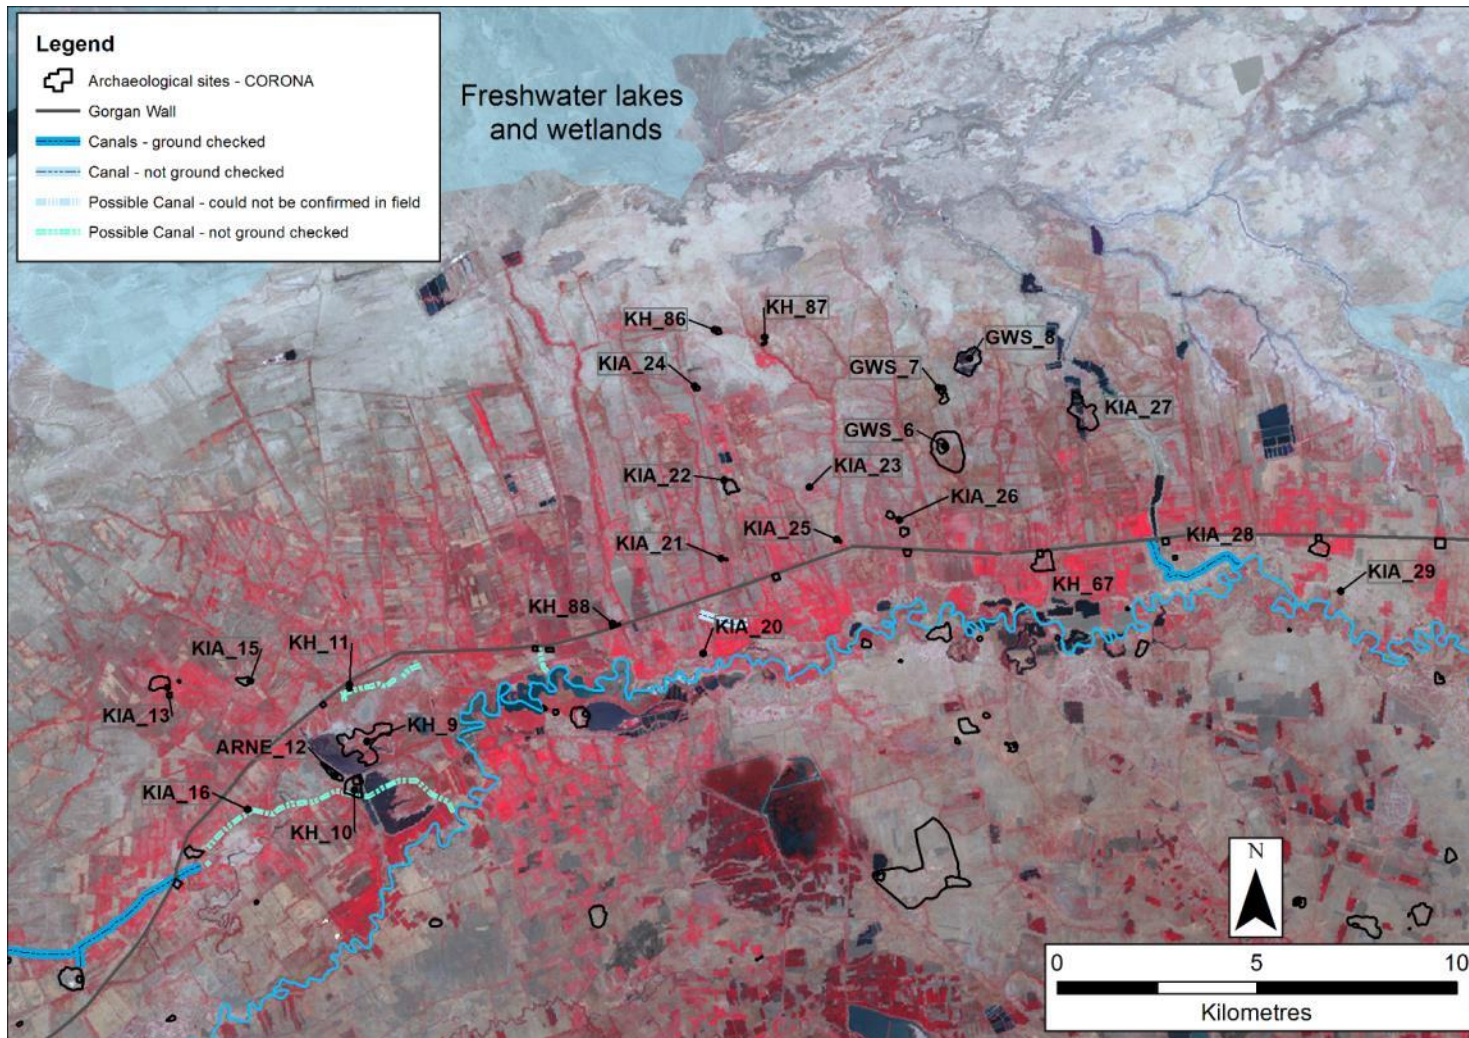 Legend
Archaeological sites - CORONA
Gorgan Wall
Canals - ground checked
Canal - not ground checked
Possible Canal - could not be confirmed in field
Possible Canal - not ground checked
Freshwater lakes
and wetlands
KH_86
KH_87
GWS_8
KIA_24
GWS_7
KIA_27
GWS_6
KIA_22
KIA_23
KIA_26
KIA_25
KIA_21
KIA_28
KIA_29
KH_67
KH_88
KIA_20
KIA_15
KH_11
KIA_13
KH_9
ARNE_12
KIA_16
KH_10
N
0 5 10
Kilometres